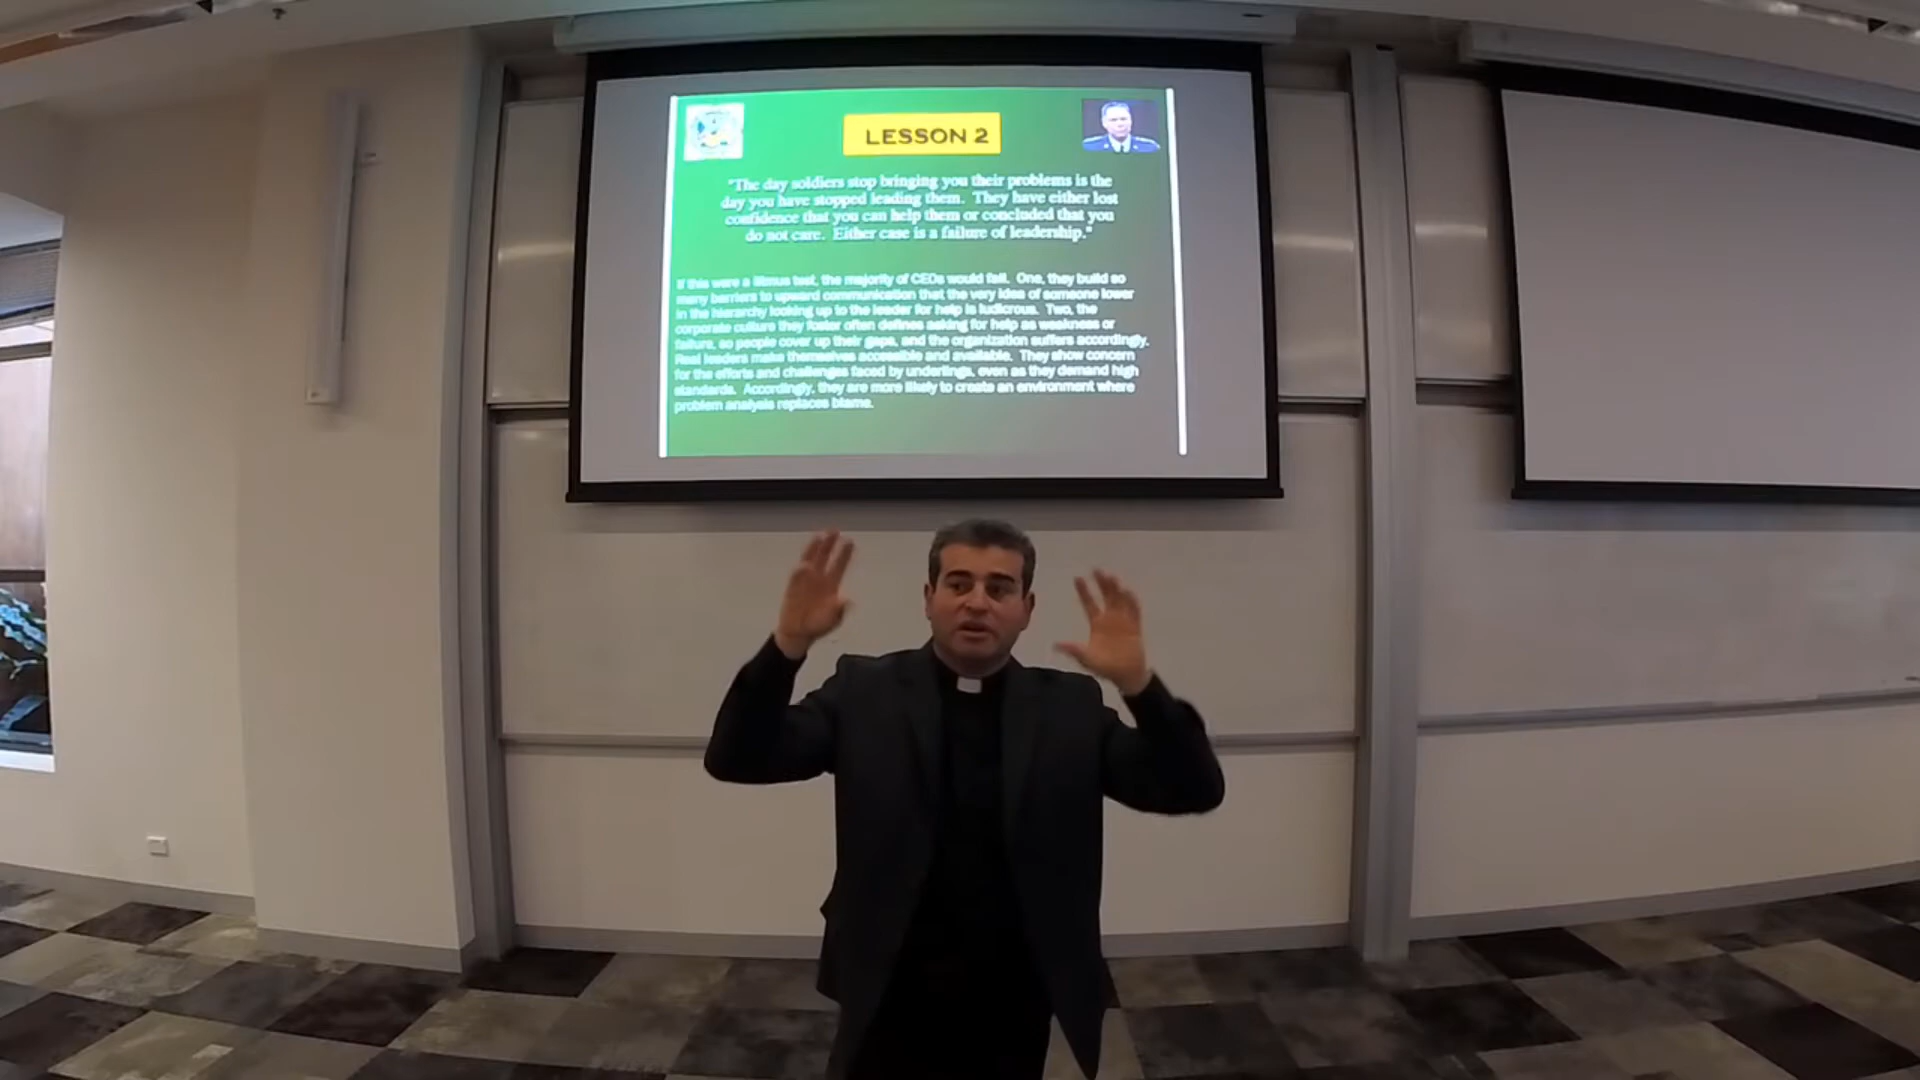 LESSON 2
"The day soldiers stop bringing you their problems is the
day you have stopped leading them. They have either lost
confidence that you can help them or concluded that you
do not care. Either case is a failure of leadership."
If this were a litmus test, the majority of CEOs would fail. One, they build so
many barriers to upward communication that the very idea of someone lower
in the hierarchy looking up to the leader for help is ludicrous. Two, the
corporate culture they foster often defines asking for help as weakness or
failure, so people cover up their gaps, and the organization suffers accordingly.
Real leaders make themselves accessible and available. They show concern
for the efforts and challenges faced by underlings, even as they demand high
standards. Accordingly, they are more likely to create an environment where
problem analysis replaces blame.